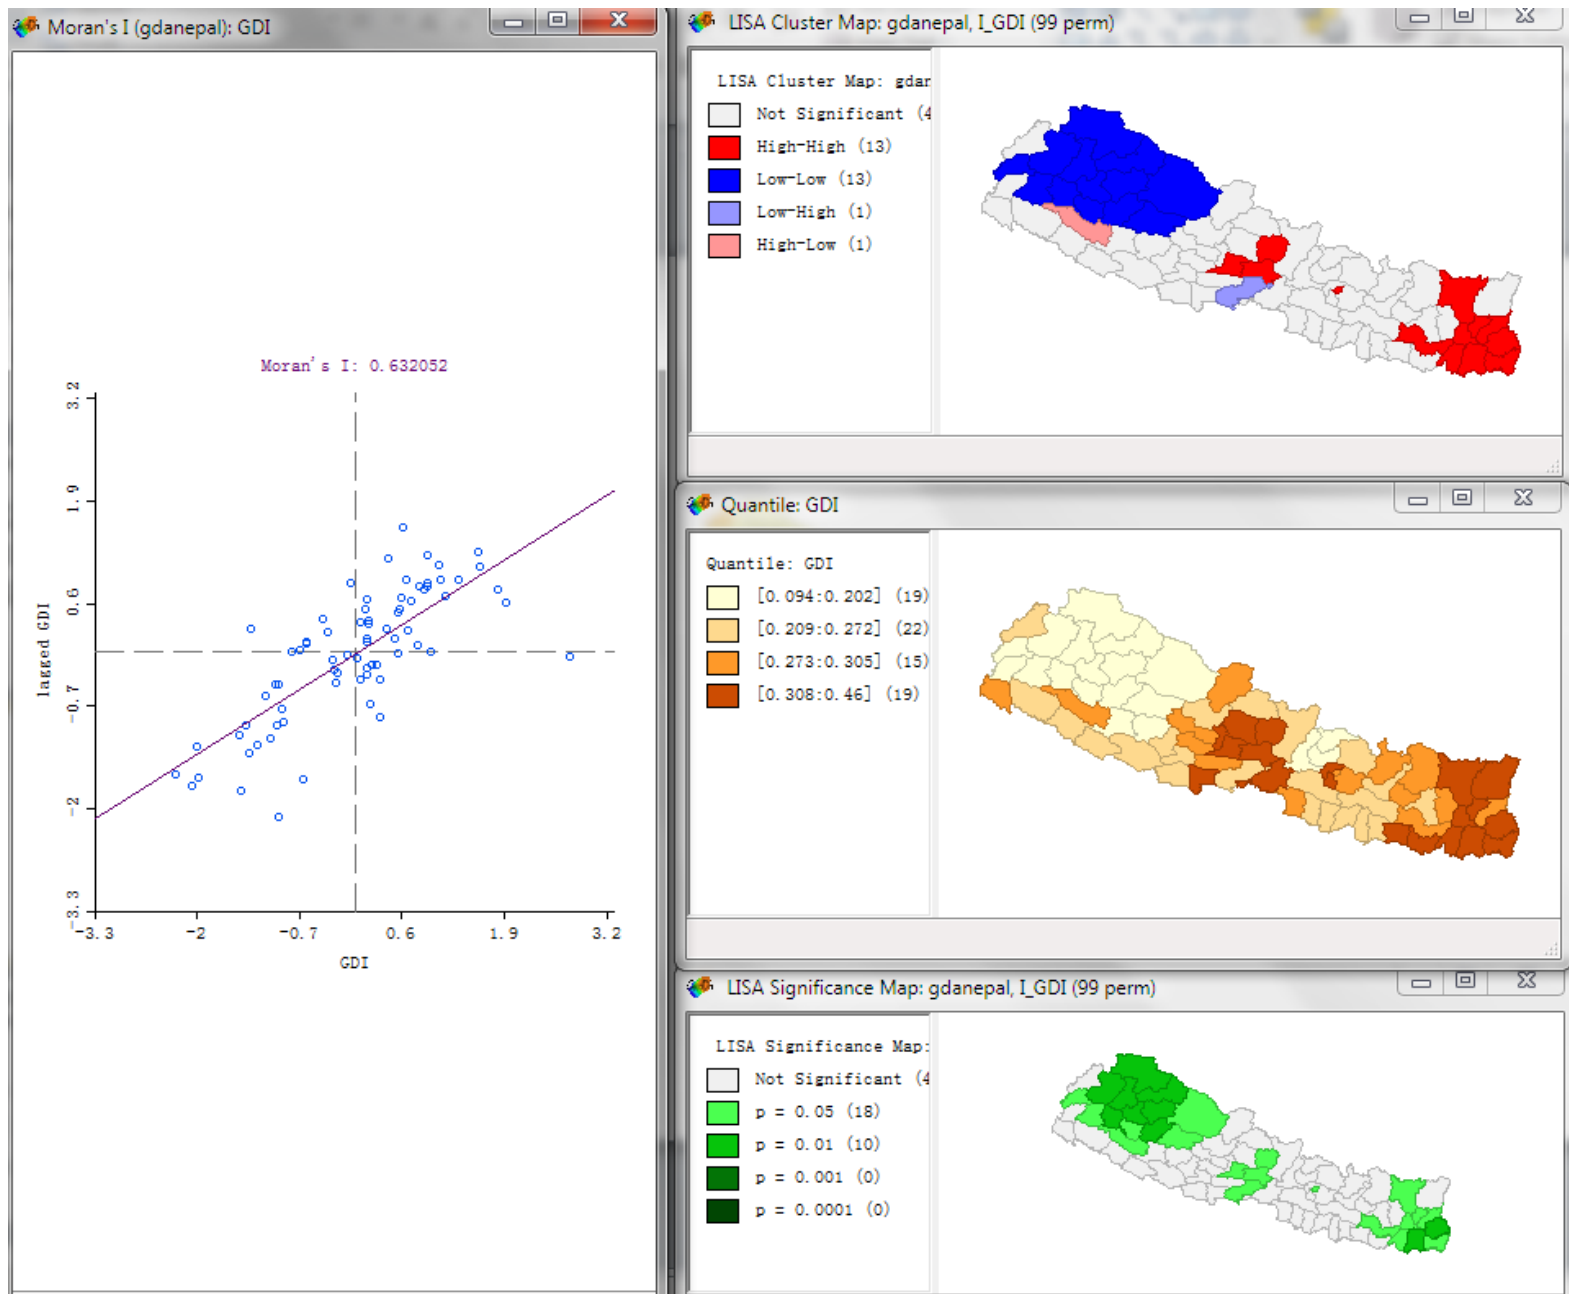 Moran's I (gdanepal): GDI
Moran's I: 0.632052
3.2
1.9
0.6
-0.7
-2
-3.3
lagged GDI
-3.3 -2 -0.7 0.6 1.9 3.2
GDI
LISA Cluster Map: gdanepal, I_GDI (99 perm)
LISA Cluster Map: gdan
Not Significant (4
High-High (13)
Low-Low (13)
Low-High (1)
High-Low (1)
Quantile: GDI
Quantile: GDI
[0.094:0.202] (19)
[0.209:0.272] (22)
[0.273:0.305] (15)
[0.308:0.46] (19)
LISA Significance Map: gdanepal, I_GDI (99 perm)
LISA Significance Map:
Not Significant (4
p = 0.05 (18)
p = 0.01 (10)
p = 0.001 (0)
p = 0.0001 (0)